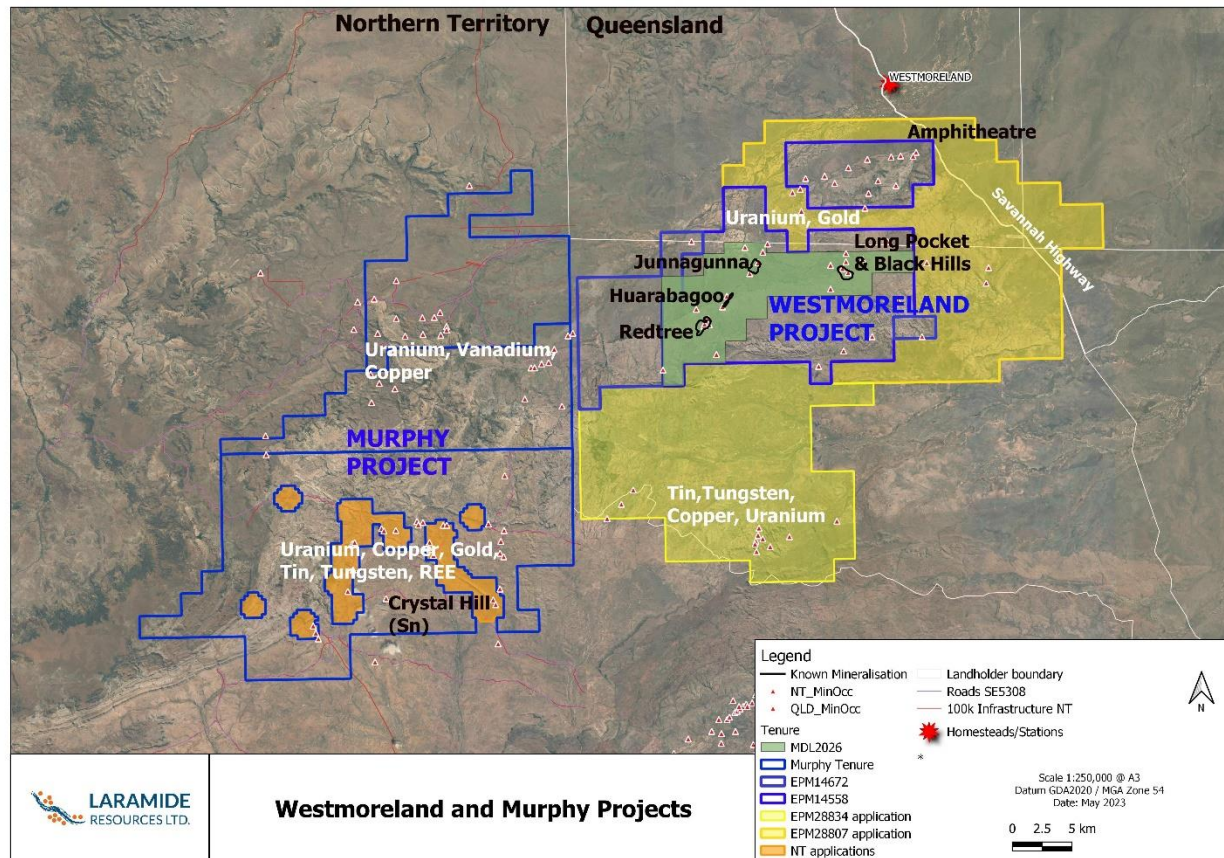 Northern Territory
Queensland
WESTMORELAND
Amphitheatre
Savannah Highway
Uranium, Gold
Long Pocket
& Black Hills
Junnagunna
Huarabagoo
Redtree
WESTMORELAND
PROJECT
Uranium, Vanadium,
Copper
MURPHY
PROJECT
Tin,Tungsten,
Copper, Uranium
Uranium, Copper, Gold,
Tin, Tungsten, REE
Crystal Hill
(Sn)
Legend
Known Mineralisation
NT_MinOcc
QLD_MinOcc
Tenure
MDL2026
Murphy Tenure
EPM14672
EPM14558
EPM28834 application
EPM28807 application
NT applications
Landholder boundary
Roads SE5308
100k Infrastructure NT
Homesteads/Stations
*
N
Scale 1:250,000 @ A3
Datum GDA2020 / MGA Zone 54
Date: May 2023
0 2.5 5 km
LARAMIDE
RESOURCES LTD.
Westmoreland and Murphy Projects